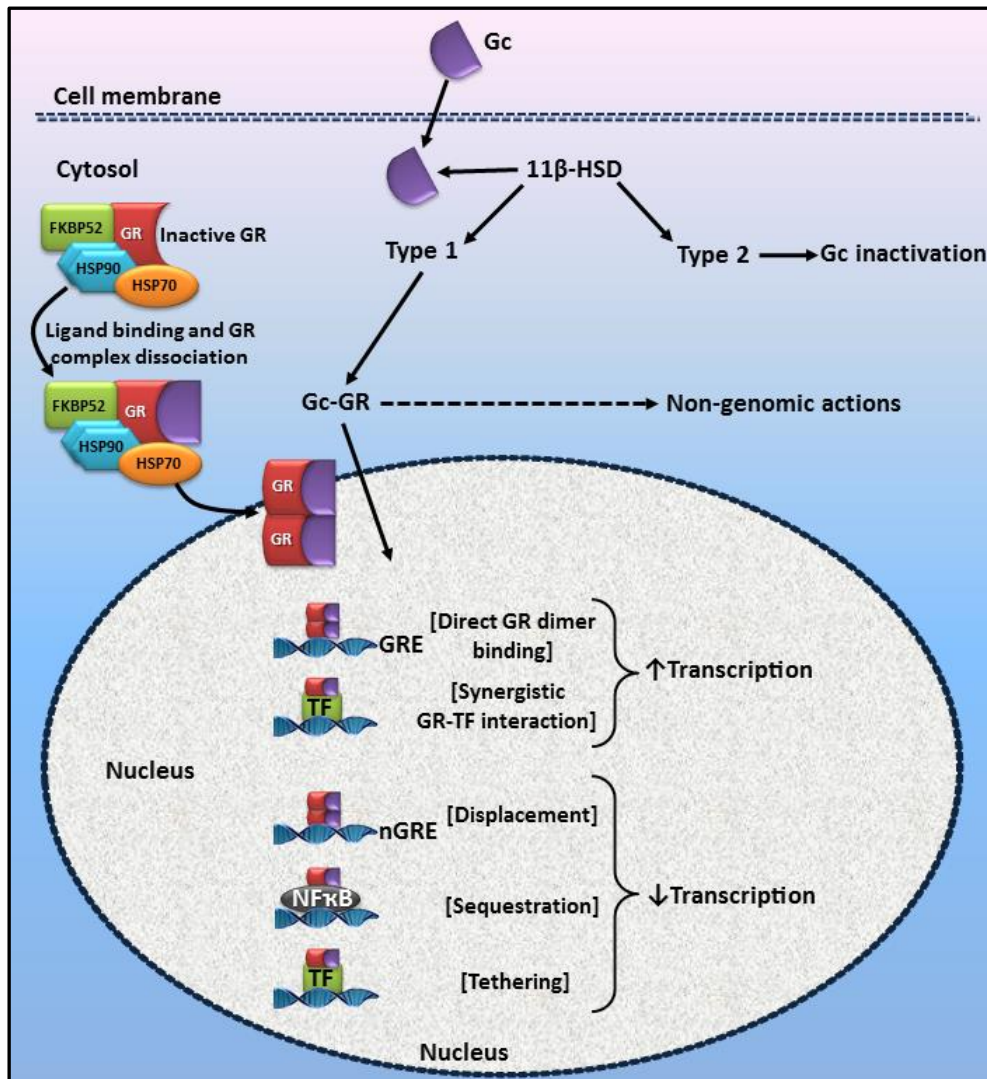 Gc
Cell membrane
Cytosol
11β-HSD
FKBP52
GR
Inactive GR
HSP90
HSP70
Type 1
Type 2
Gc inactivation
Ligand binding and GR
complex dissociation
FKBP52
GR
HSP90
HSP70
Gc-GR
Non-genomic actions
GR
GR
GRE
[Direct GR dimer
binding]
↑Transcription
TF
[Synergistic
GR-TF interaction]
Nucleus
nGRE
[Displacement]
NFκB
[Sequestration]
↓Transcription
TF
[Tethering]
Nucleus